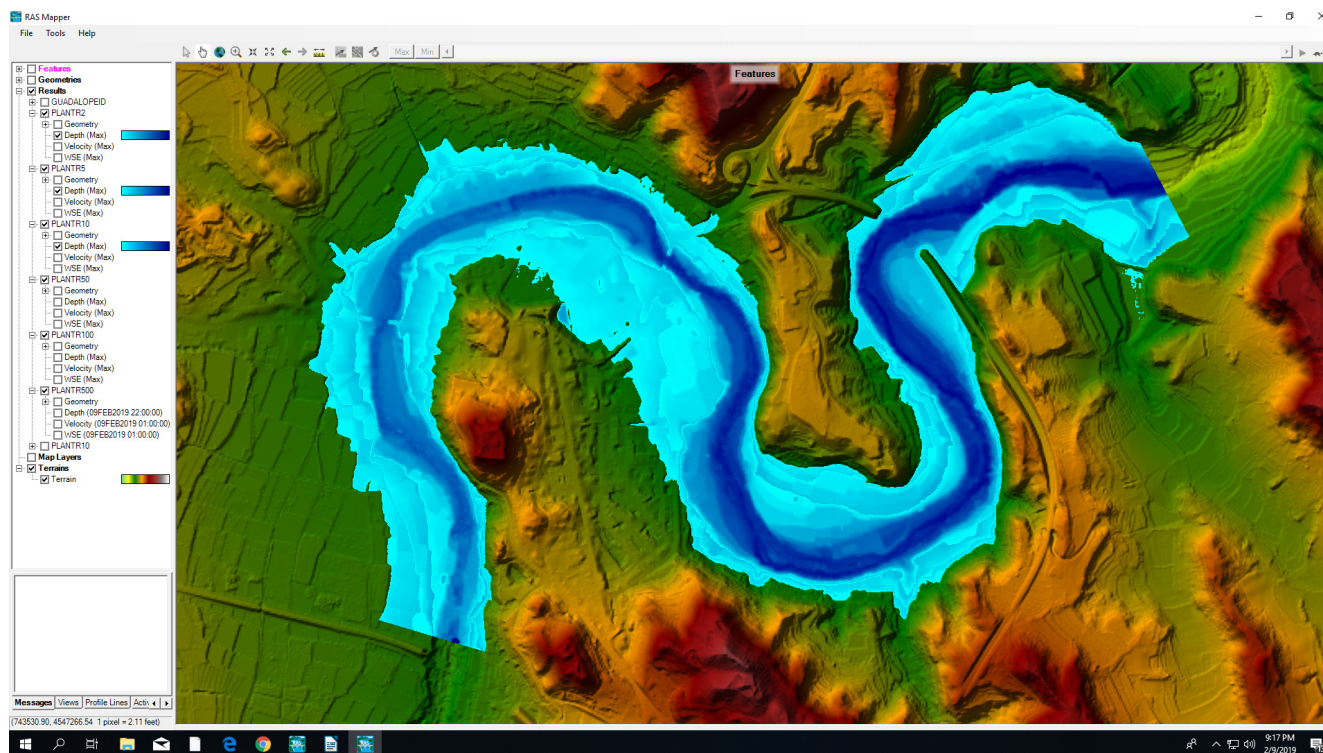 RAS Mapper
File Tools Help
Max Min
Features
Features
Geometries
Results
GUADALOPEID
PLANTR2
Geometry
Depth (Max)
Velocity (Max)
WSE (Max)
PLANTR5
Geometry
Depth (Max)
Velocity (Max)
WSE (Max)
PLANTR10
Geometry
Depth (Max)
Velocity (Max)
WSE (Max)
PLANTR50
Geometry
Depth (Max)
Velocity (Max)
WSE (Max)
PLANTR100
Geometry
Depth (Max)
Velocity (Max)
WSE (Max)
PLANTR500
Geometry
Depth (09FEB2019 22:00:00)
Velocity (09FEB2019 01:00:00)
WSE (09FEB2019 01:00:00)
PLANTR10
Map Layers
Terrains
Terrain
Messages Views Profile Lines Activ
(743530.90, 4547266.54 1 pixel = 2.11 feet)
9:17 PM
2/9/2019